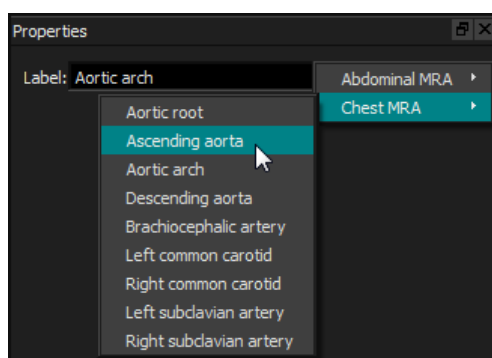 Properties
Label: Aortic arch
Abdominal MRA
Chest MRA
Aortic root
Ascending aorta
Aortic arch
Descending aorta
Brachiocephalic artery
Left common carotid
Right common carotid
Left subclavian artery
Right subclavian artery